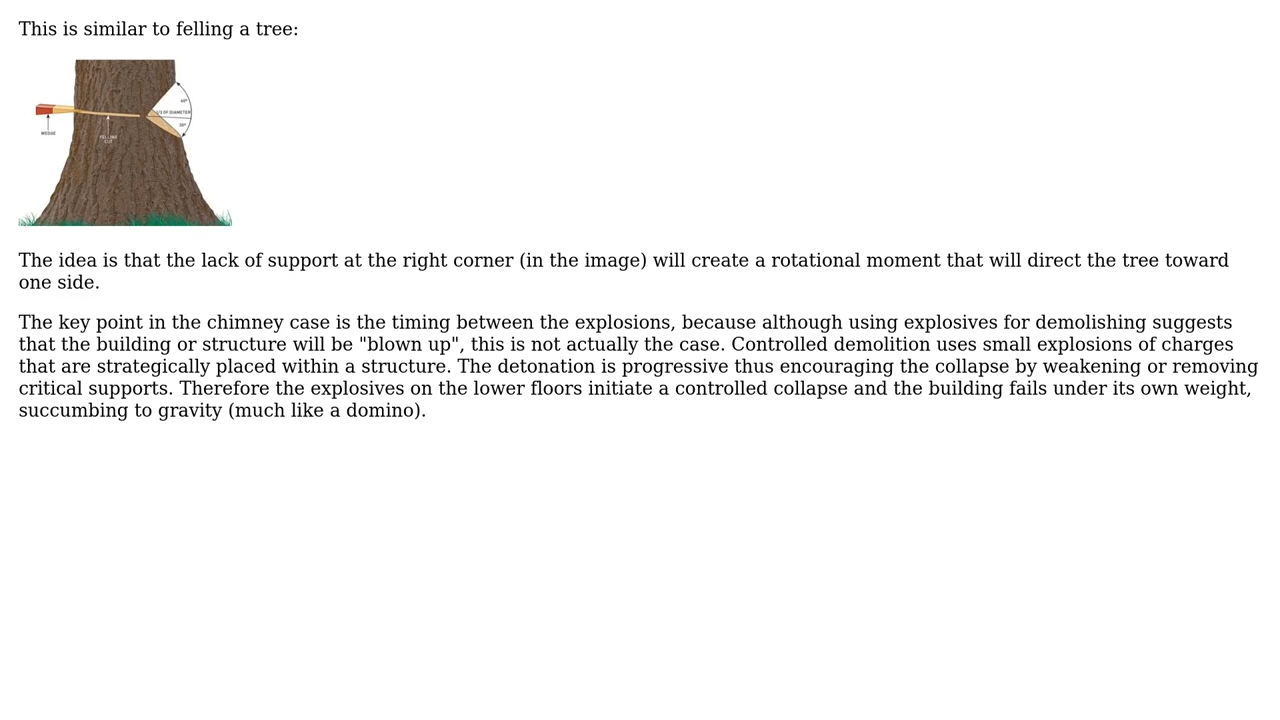 This is similar to felling a tree:
60°
1/3 OF DIAMETER
30°
WEDGE
FELLING
CUT
The idea is that the lack of support at the right corner (in the image) will create a rotational moment that will direct the tree toward
one side.
The key point in the chimney case is the timing between the explosions, because although using explosives for demolishing suggests
that the building or structure will be "blown up", this is not actually the case. Controlled demolition uses small explosions of charges
that are strategically placed within a structure. The detonation is progressive thus encouraging the collapse by weakening or removing
critical supports. Therefore the explosives on the lower floors initiate a controlled collapse and the building fails under its own weight,
succumbing to gravity (much like a domino).